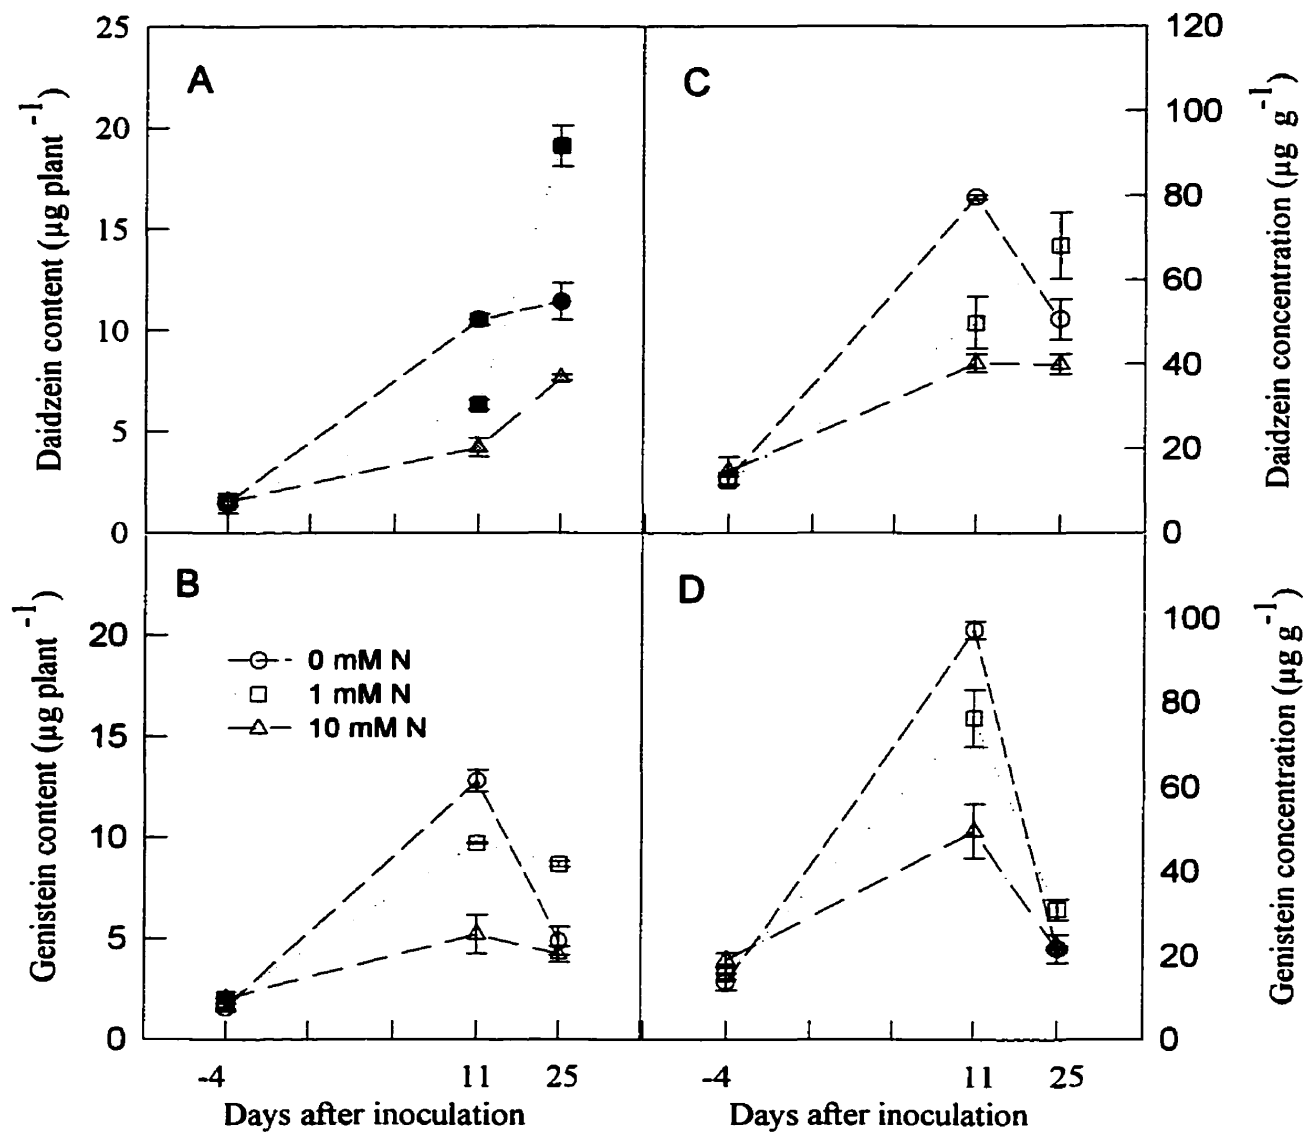 25
20
15
10
5
0
Daidzein content (µg plant -1)
A
C
120
100
80
60
40
20
0
Daidzein concentration (µg g-1)
B
D
20
15
10
5
0
Genistein content (µg plant -1)
0 mM N
1 mM N
10 mM N
100
80
60
40
20
0
Genistein concentration (µg g-1)
-4 11 25
-4 11 25
Days after inoculation
Days after inoculation